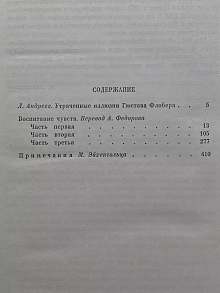 СОДЕРЖАНИЕ
Л. Андреев. Утраченные иллюзии Гюстава Флобера . . 5
Воспитание чувств. Перевод А. Федорова
Часть первая . . . . . . . . . 13
Часть вторая . . . . . . . . . 105
Часть третья . . . . . . . . . 277
Примечания М. Эйхенгольца . . . . . . 410